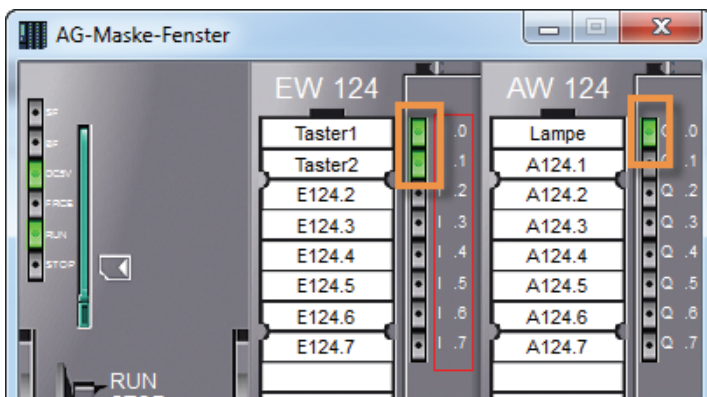 AG-Maske-Fenster
SF
BF
DC5V
FRCE
RUN
STOP
RUN
EW 124
Taster1
Taster2
E124.2
E124.3
E124.4
E124.5
E124.6
E124.7
.0
.1
I .2
I .3
I .4
I .5
I .6
I .7
AW 124
Lampe
A124.1
A124.2
A124.3
A124.4
A124.5
A124.6
A124.7
Q .0
Q .1
Q .2
Q .3
Q .4
Q .5
Q .6
Q .7